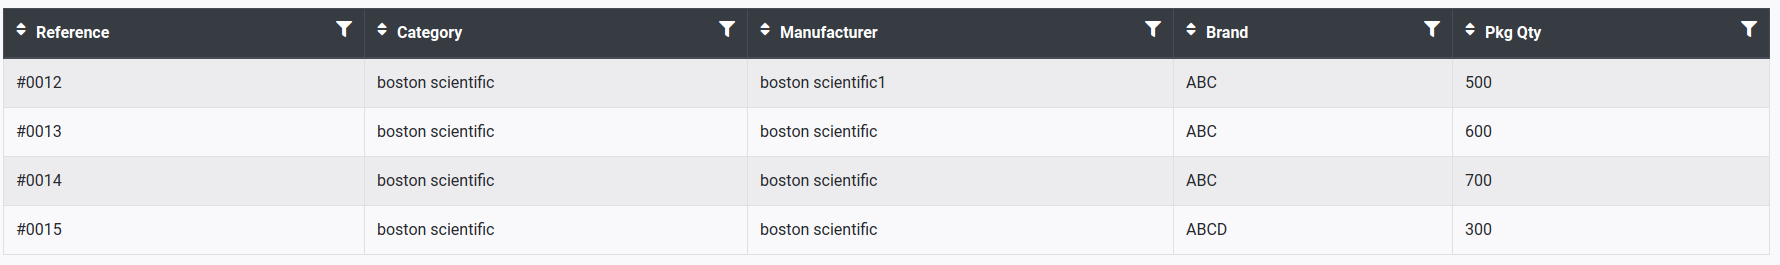 Reference Category Manufacturer Brand Pkg Qty
#0012 boston scientific boston scientific1 ABC 500
#0013 boston scientific boston scientific ABC 600
#0014 boston scientific boston scientific ABC 700
#0015 boston scientific boston scientific ABCD 300